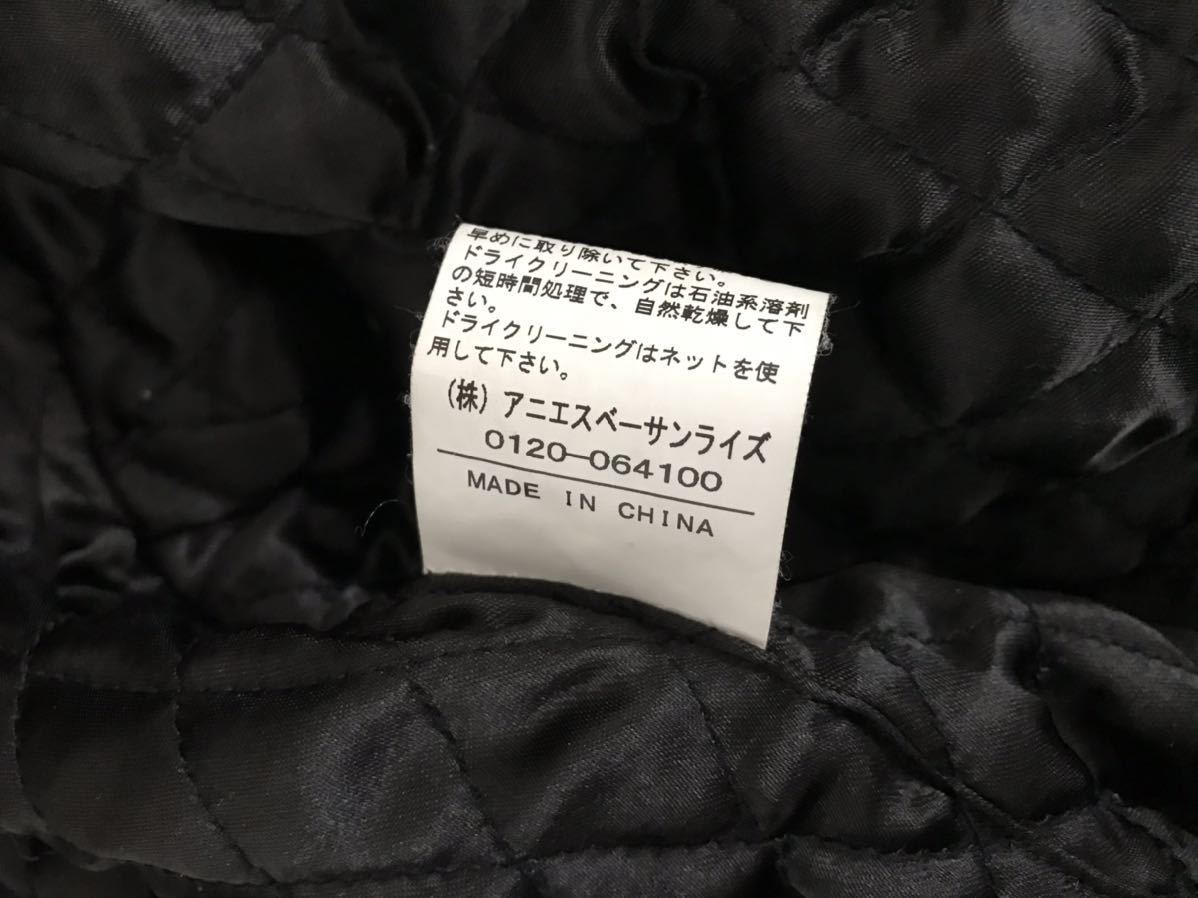 早めに取り除いて下さい。
ドライクリーニングは石油系溶剤
の短時間処理で、自然乾燥して下
さい。
ドライクリーニングはネットを使
用して下さい。
(株) アニエスベーサンライズ
0120-064100
MADE IN CHINA